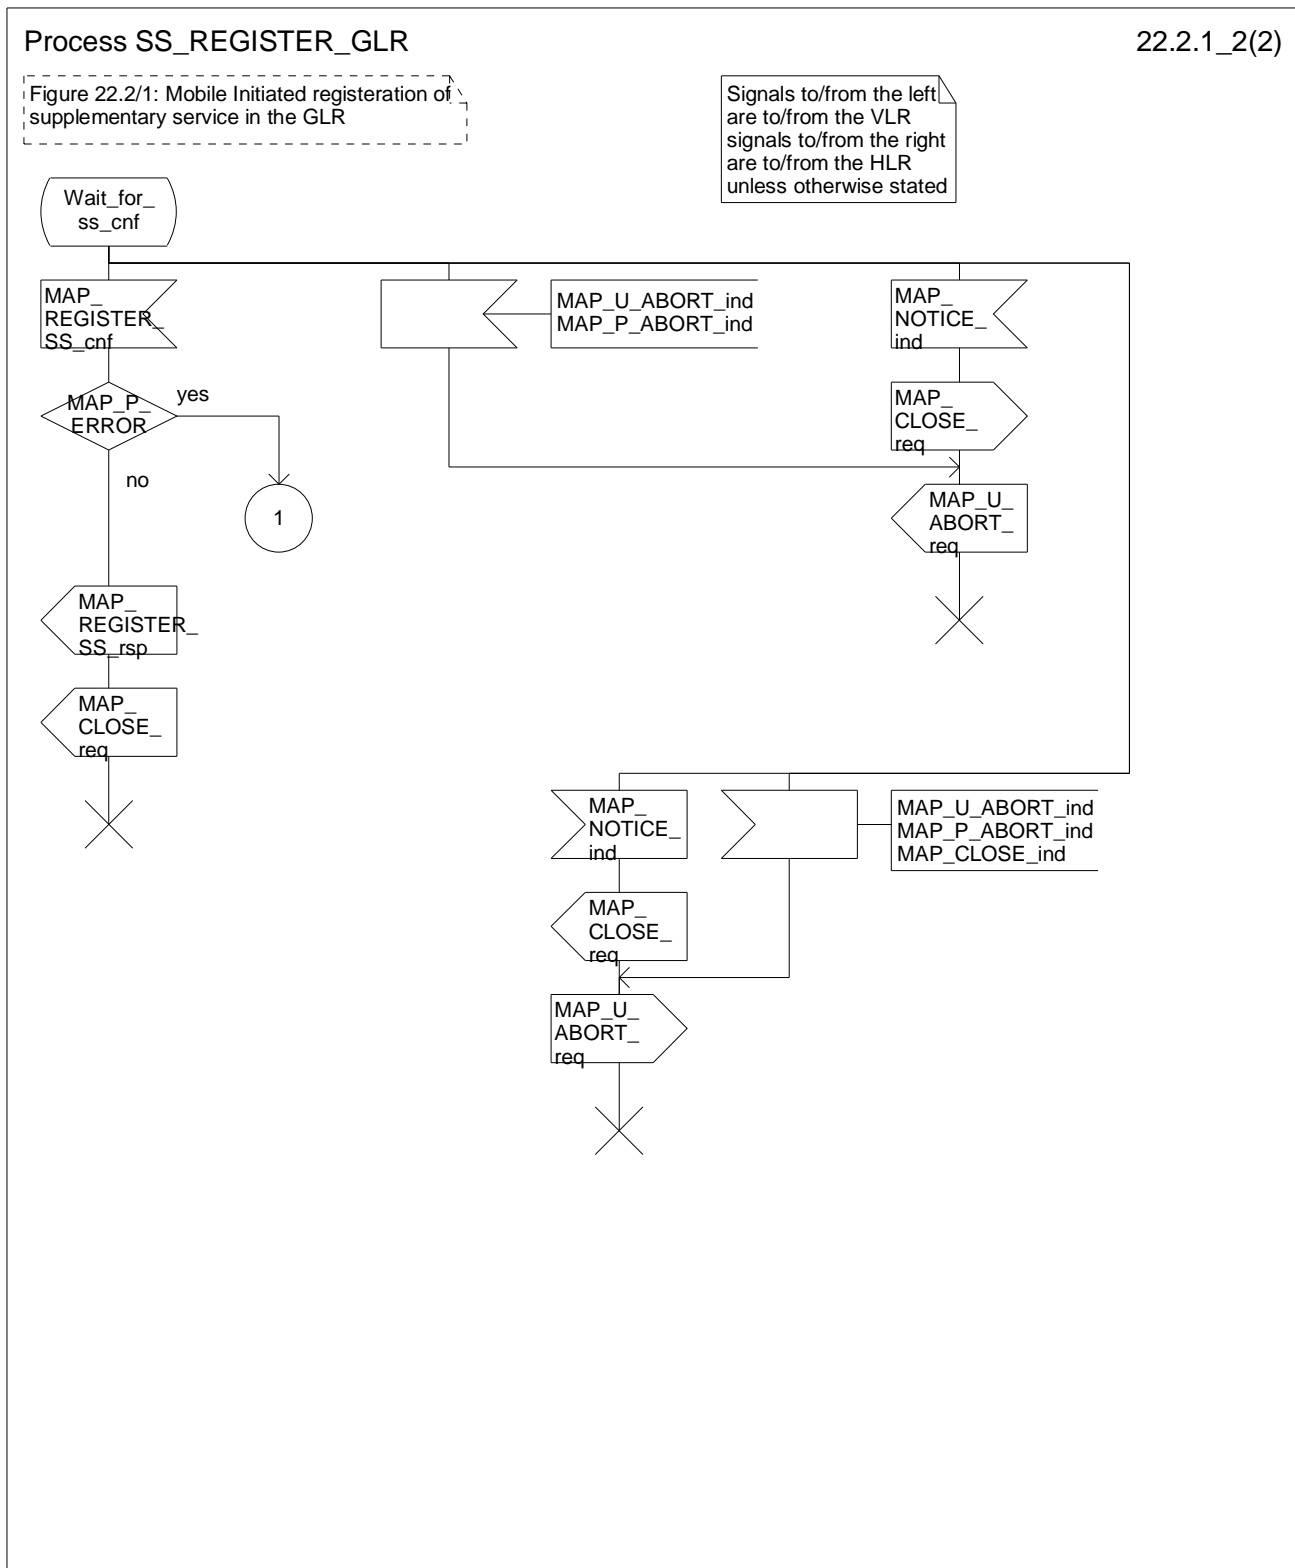 Process SS_REGISTER_GLR
22.2.1_2(2)
Figure 22.2/1: Mobile Initiated registeration of
supplementary service in the GLR
Signals to/from the left
are to/from the VLR
signals to/from the right
are to/from the HLR
unless otherwise stated
Wait_for_
ss_cnf
MAP_
REGISTER_
SS_cnf
MAP_U_ABORT_ind
MAP_P_ABORT_ind
MAP_
NOTICE_
ind
MAP_P_
ERROR
yes
no
1
MAP_
CLOSE_
req
MAP_U_
ABORT_
req
MAP_
REGISTER_
SS_rsp
MAP_
CLOSE_
req
MAP_
NOTICE_
ind
MAP_U_ABORT_ind
MAP_P_ABORT_ind
MAP_CLOSE_ind
MAP_
CLOSE_
req
MAP_U_
ABORT_
req